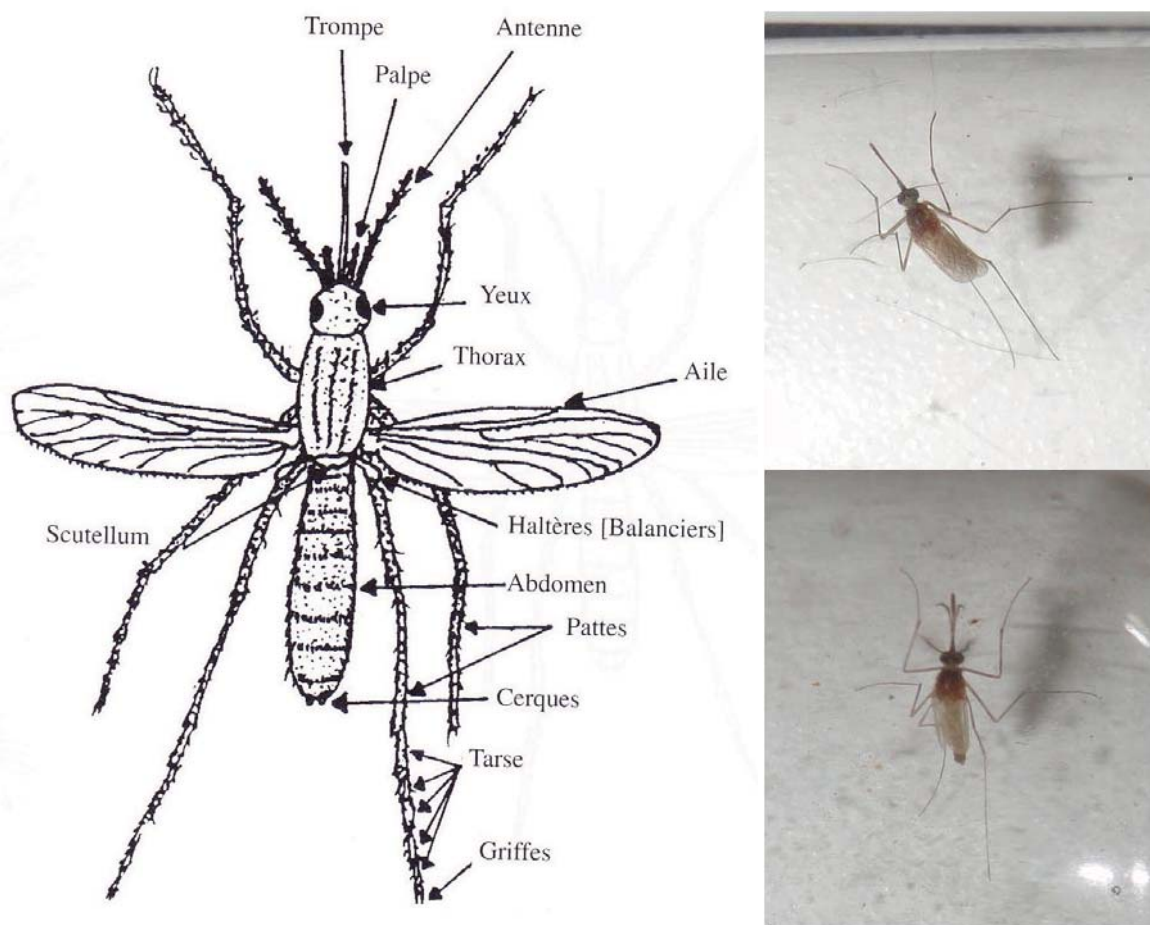 Trompe
Antenne
Palpe
Yeux
Thorax
Aile
Scutellum
Haltères [Balanciers]
Abdomen
Pattes
Cerques
Tarse
Griffes